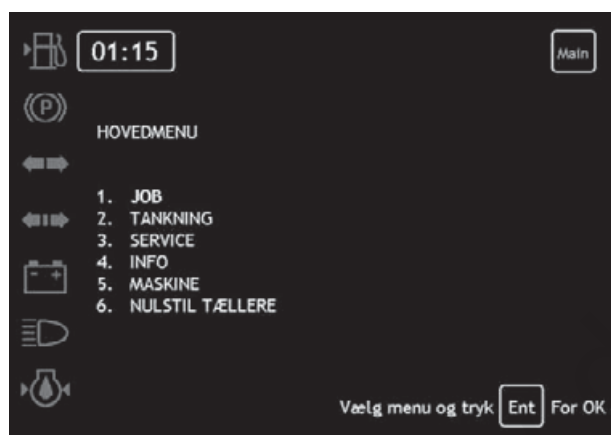 01:15
Main
(P)
HOVEDMENU
1. JOB
2. TANKNING
3. SERVICE
4. INFO
5. MASKINE
6. NULSTIL TÆLLERE
Vælg menu og tryk Ent For OK